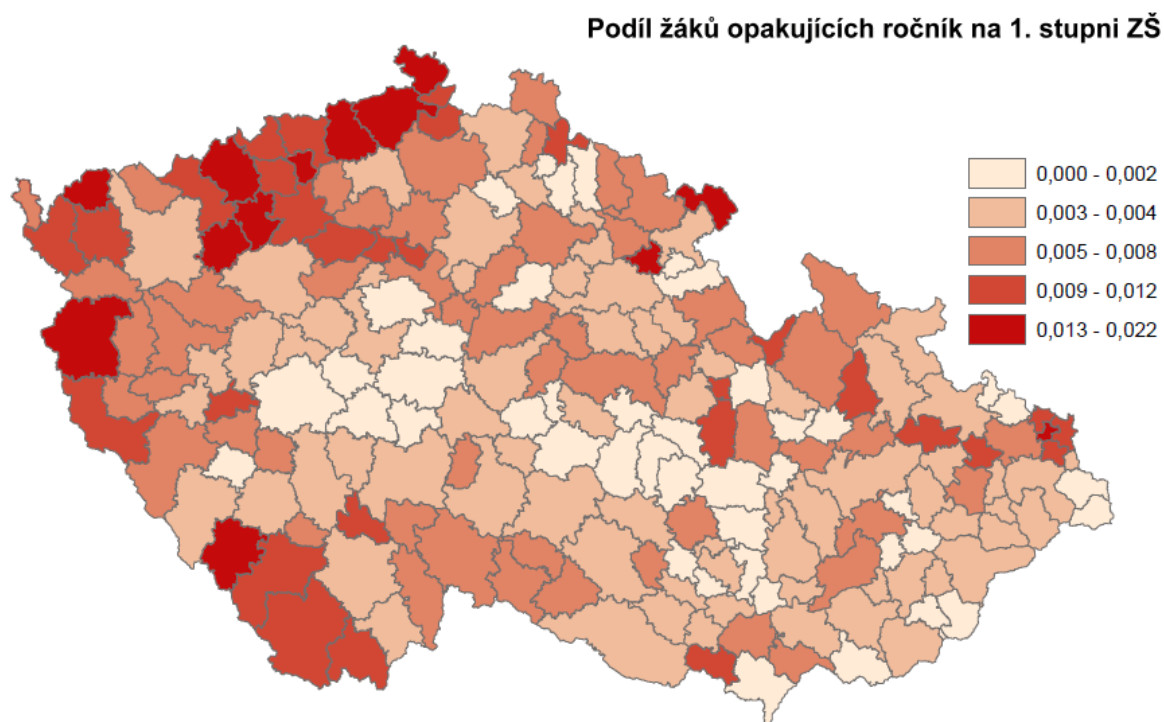 Podíl žáků opakujících ročník na 1. stupni ZŠ
0,000 - 0,002
0,003 - 0,004
0,005 - 0,008
0,009 - 0,012
0,013 - 0,022